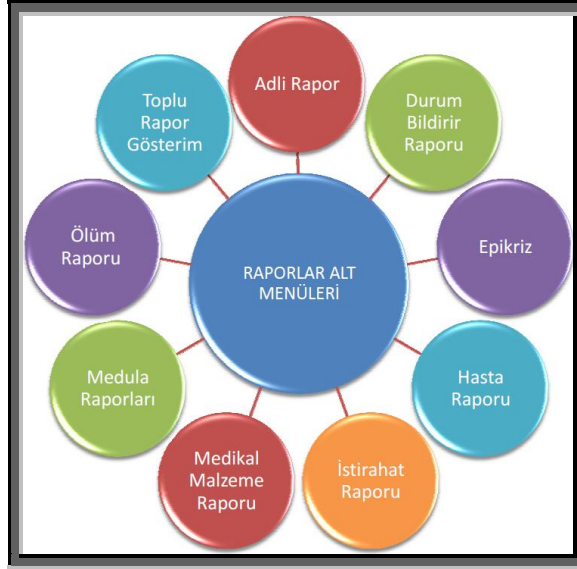 Adli Rapor
Durum
Bildirir
Raporu
Epikriz
Hasta
Raporu
İstirahat
Raporu
Medikal
Malzeme
Raporu
Medula
Raporları
Ölüm
Raporu
Toplu
Rapor
Gösterim
RAPORLAR ALT
MENÜLERİ